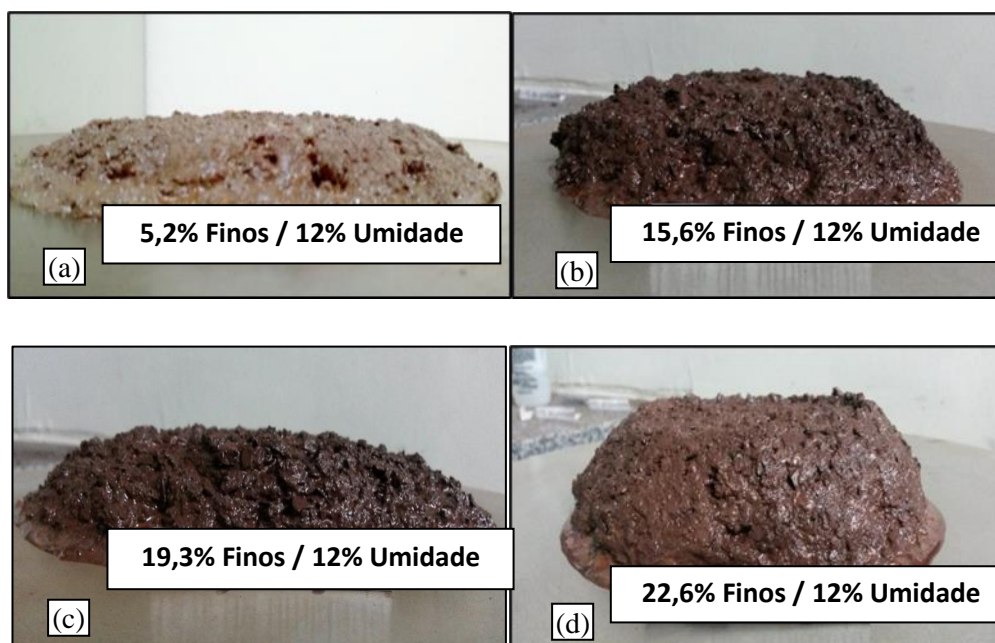 5,2% Finos / 12% Umidade
(a)
15,6% Finos / 12% Umidade
(b)
19,3% Finos / 12% Umidade
(c)
22,6% Finos / 12% Umidade
(d)